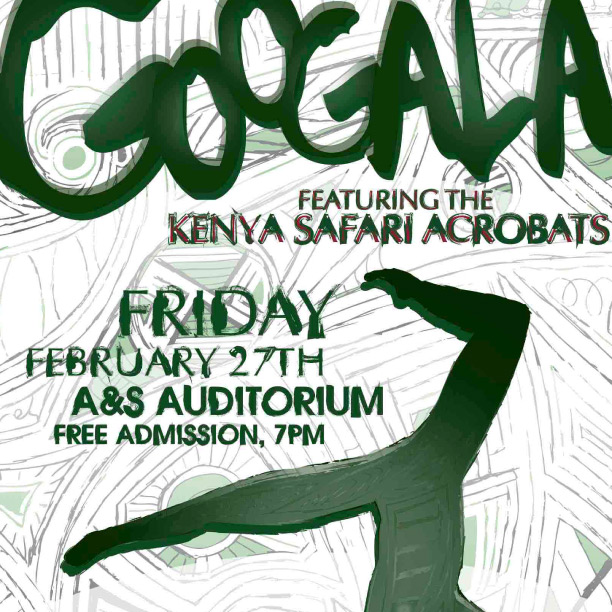 GOOGALA
FEATURING THE
KENYA SAFARI ACROBATS
FRIDAY
FEBRUARY 27TH
A&S AUDITORIUM
FREE ADMISSION, 7PM